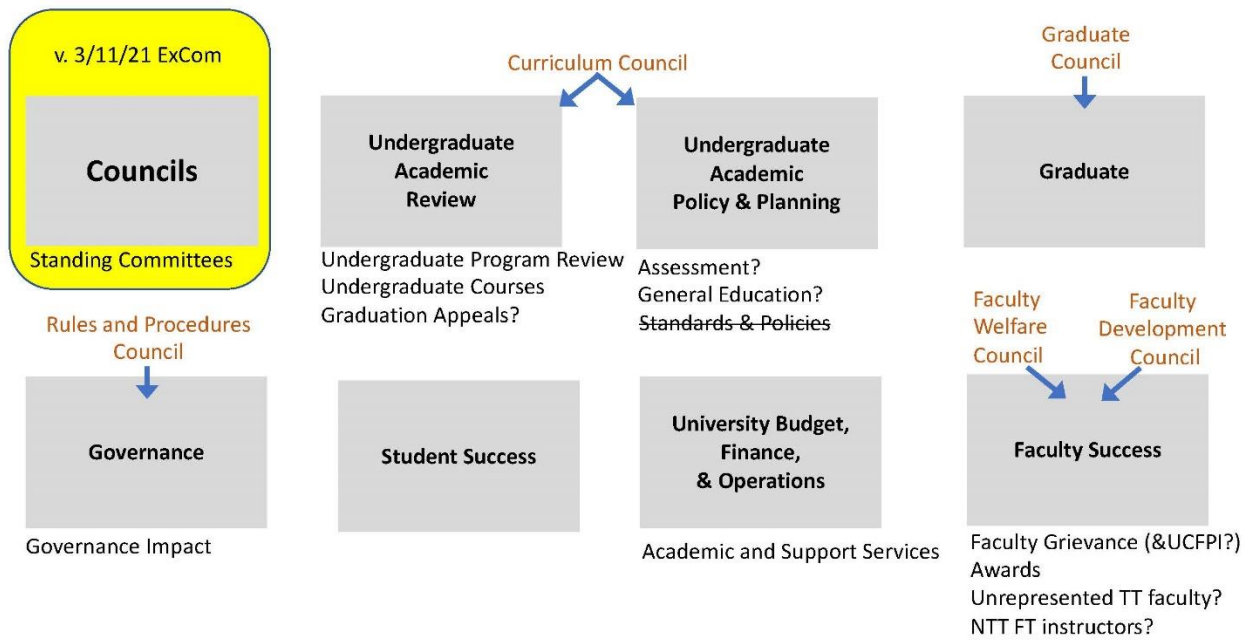 v. 3/11/21 ExCom
Councils
Standing Committees
Curriculum Council
Undergraduate
Academic
Review
Undergraduate Program Review
Undergraduate Courses
Graduation Appeals?
Undergraduate
Academic
Policy & Planning
Assessment?
General Education?
Standards & Policies
Graduate
Council
Graduate
Rules and Procedures
Council
Governance
Governance Impact
Student Success
University Budget,
Finance,
& Operations
Academic and Support Services
Faculty
Welfare
Council
Faculty
Development
Council
Faculty Success
Faculty Grievance (&UCFPI?)
Awards
Unrepresented TT faculty?
NTT FT instructors?